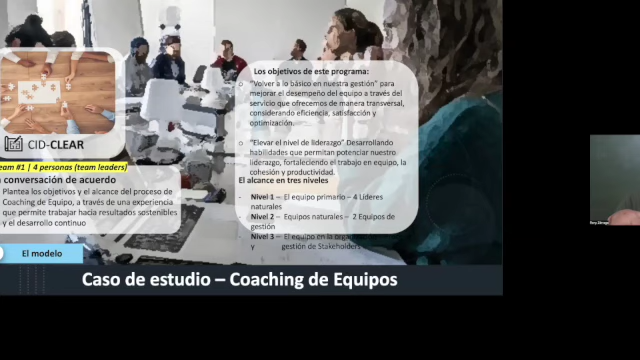 CID-CLEAR
eam #1 | 4 personas (team leaders)
conversación de acuerdo
Plantea los objetivos y el alcance del proceso de
Coaching de Equipo, a través de una experiencia
que permite trabajar hacia resultados sostenibles
y el desarrollo continuo
El modelo
Los objetivos de este programa:
o "Volver a lo básico en nuestra gestión" para
mejorar el desempeño del equipo a través del
servicio que ofrecemos de manera transversal,
considerando eficiencia, satisfacción y
optimización.
o "Elevar el nivel de liderazgo" Desarrollando
habilidades que permitan potenciar nuestro
liderazgo, fortaleciendo el trabajo en equipo, la
cohesión y productividad.
El alcance en tres niveles
- Nivel 1 – El equipo primario – 4 Líderes
naturales
- Nivel 2 – Equipos naturales – 2 Equipos de
gestión
- Nivel 3 – El equipo en la
y gestión de Stakeholders
Caso de estudio – Coaching de Equipos